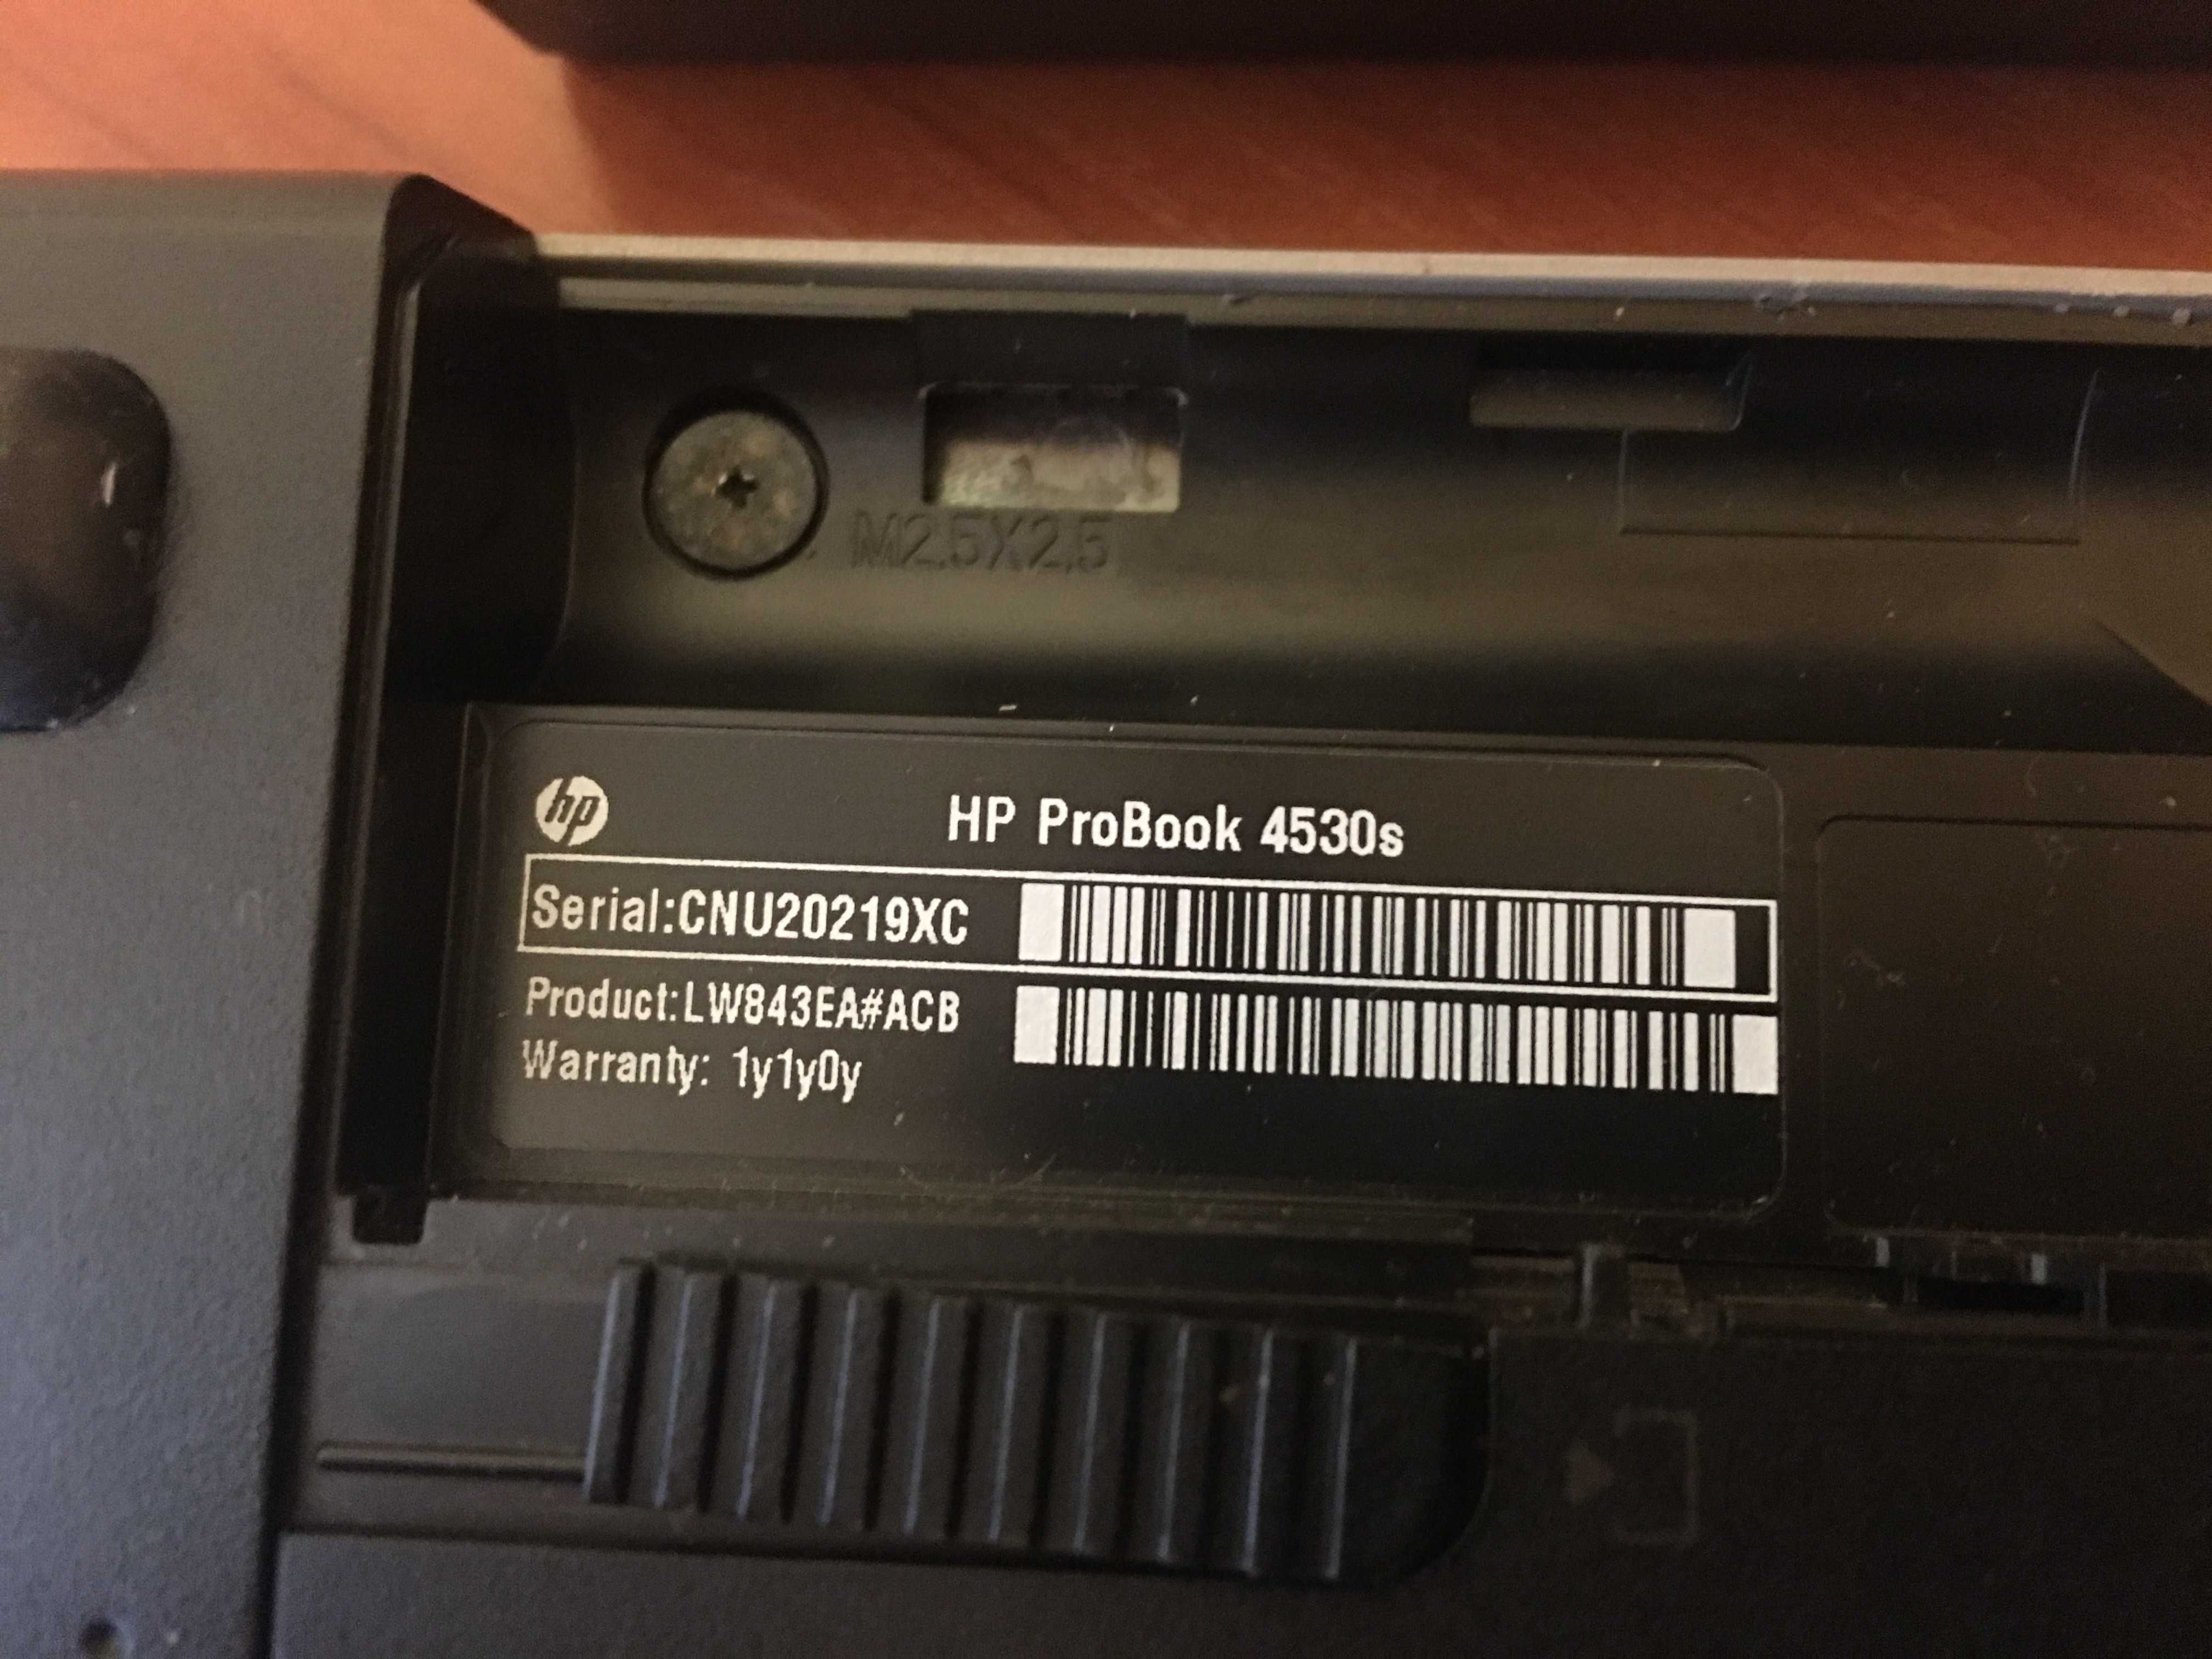 M2.5X2.5
hp
HP ProBook 4530s
Serial:CNU20219XC
Product:LW843EA#ACB
Warranty: 1y1y0y